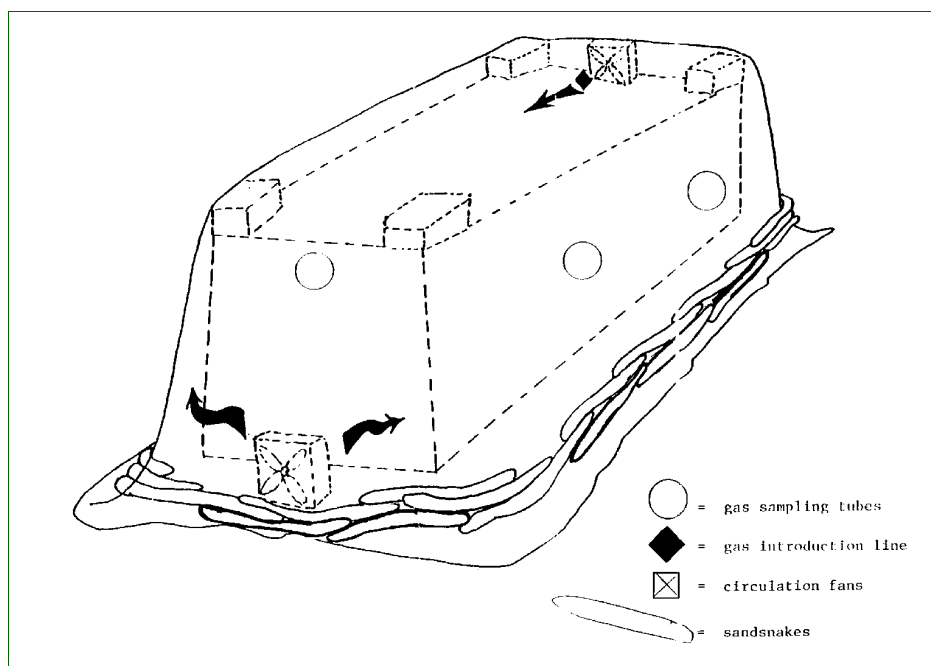 = gas sampling tubes
= gas introduction line
= circulation fans
= sandsnakes